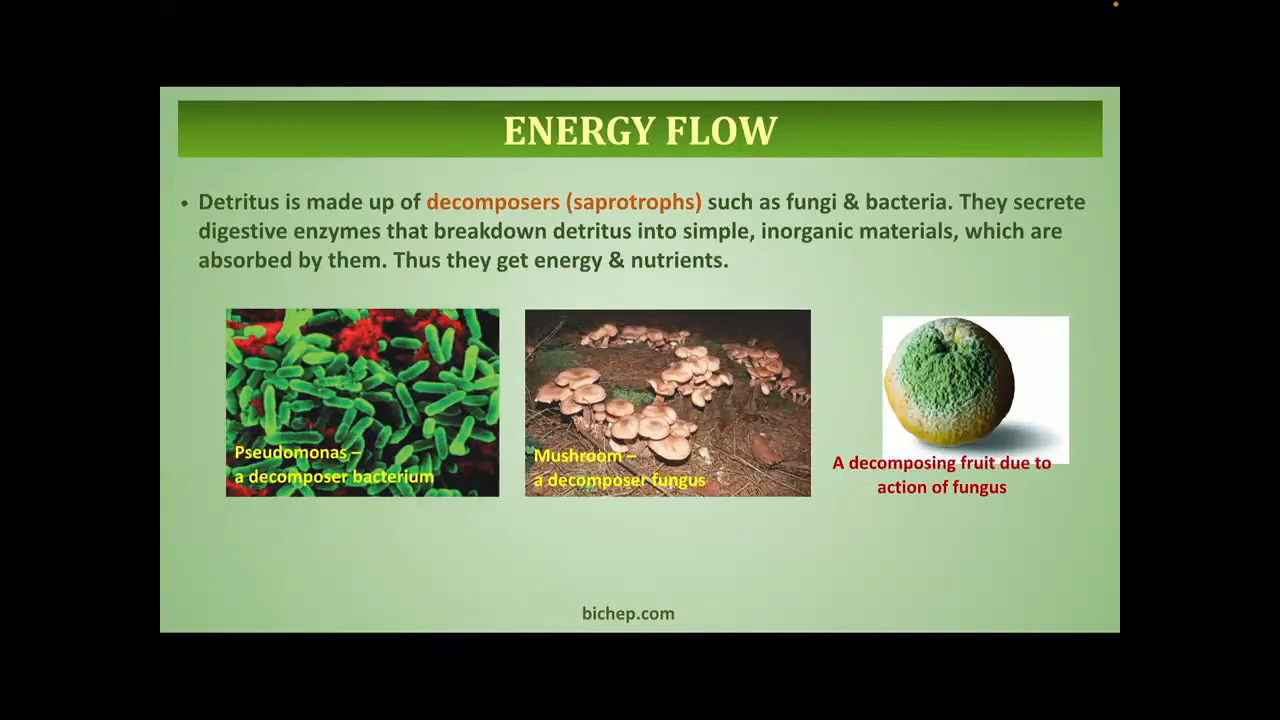 ENERGY FLOW
• Detritus is made up of decomposers (saprotrophs) such as fungi & bacteria. They secrete
digestive enzymes that breakdown detritus into simple, inorganic materials, which are
absorbed by them. Thus they get energy & nutrients.
Pseudomonas –
a decomposer bacterium
Mushroom –
a decomposer fungus
A decomposing fruit due to
action of fungus
bichep.com